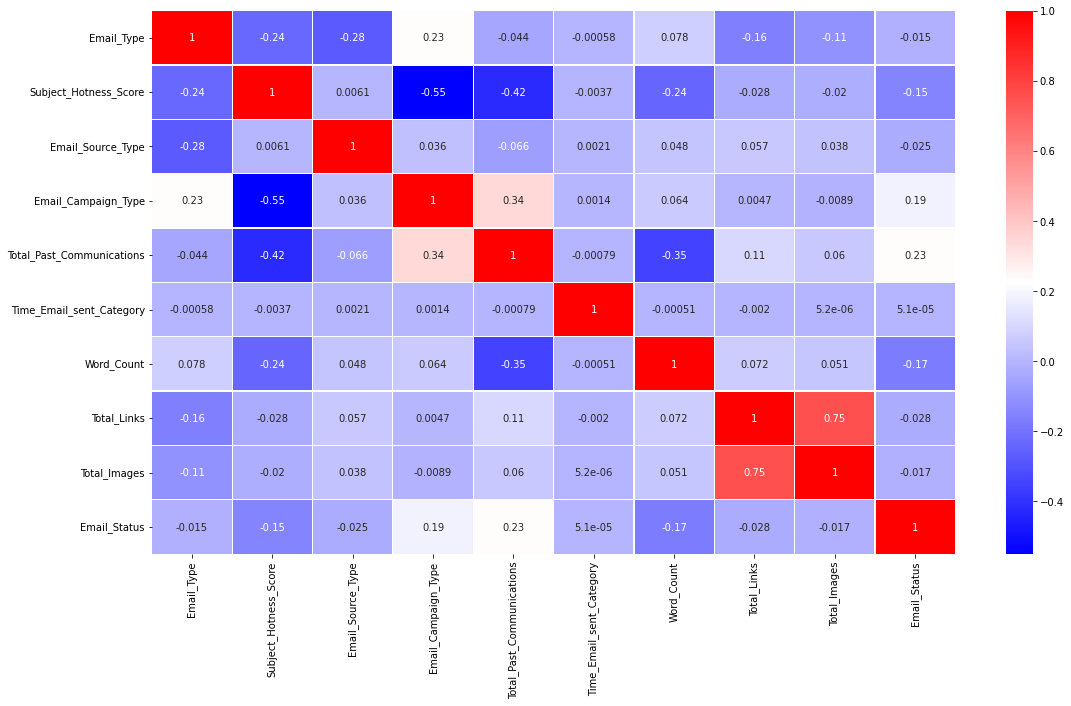 Email_Type 1 -0.24 -0.28 0.23 -0.044 -0.00058 0.078 -0.16 -0.11 -0.015
Subject_Hotness_Score -0.24 1 0.0061 -0.55 -0.42 -0.0037 -0.24 -0.028 -0.02 -0.15
Email_Source_Type -0.28 0.0061 1 0.036 -0.066 0.0021 0.048 0.057 0.038 -0.025
Email_Campaign_Type 0.23 -0.55 0.036 1 0.34 0.0014 0.064 0.0047 -0.0089 0.19
Total_Past_Communications -0.044 -0.42 -0.066 0.34 1 -0.00079 -0.35 0.11 0.06 0.23
Time_Email_sent_Category -0.00058 -0.0037 0.0021 0.0014 -0.00079 1 -0.00051 -0.002 5.2e-06 5.1e-05
Word_Count 0.078 -0.24 0.048 0.064 -0.35 -0.00051 1 0.072 0.051 -0.17
Total_Links -0.16 -0.028 0.057 0.0047 0.11 -0.002 0.072 1 0.75 -0.028
Total_Images -0.11 -0.02 0.038 -0.0089 0.06 5.2e-06 0.051 0.75 1 -0.017
Email_Status -0.015 -0.15 -0.025 0.19 0.23 5.1e-05 -0.17 -0.028 -0.017 1
Email_Type
Subject_Hotness_Score
Email_Source_Type
Email_Campaign_Type
Total_Past_Communications
Time_Email_sent_Category
Word_Count
Total_Links
Total_Images
Email_Status
1.0
0.8
0.6
0.4
0.2
0.0
−0.2
−0.4